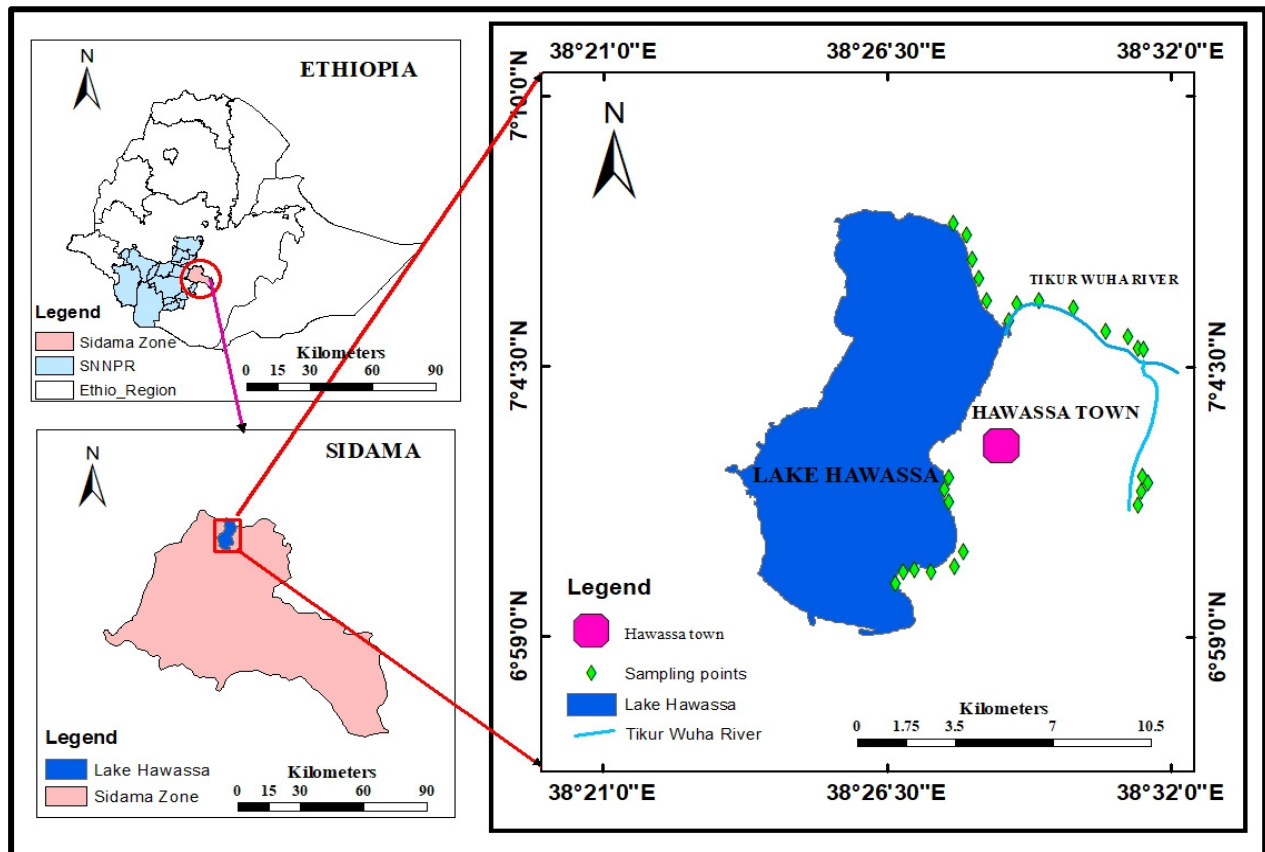 N
ETHIOPIA
Legend
Sidama Zone
SNNPR
Ethio_Region
Kilometers
0 15 30 60 90
N
SIDAMA
Legend
Lake Hawassa
Sidama Zone
Kilometers
0 15 30 60 90
38°21'0"E 38°26'30"E 38°32'0"E
7°10'0"N
7°4'30"N
6°59'0"N
N
TIKUR WUHA RIVER
HAWASSA TOWN
LAKE HAWASSA
7°4'30"N
6°59'0"N
Legend
Hawassa town
Sampling points
Lake Hawassa
Tikur Wuha River
Kilometers
0 1.75 3.5 7 10.5
38°21'0"E 38°26'30"E 38°32'0"E